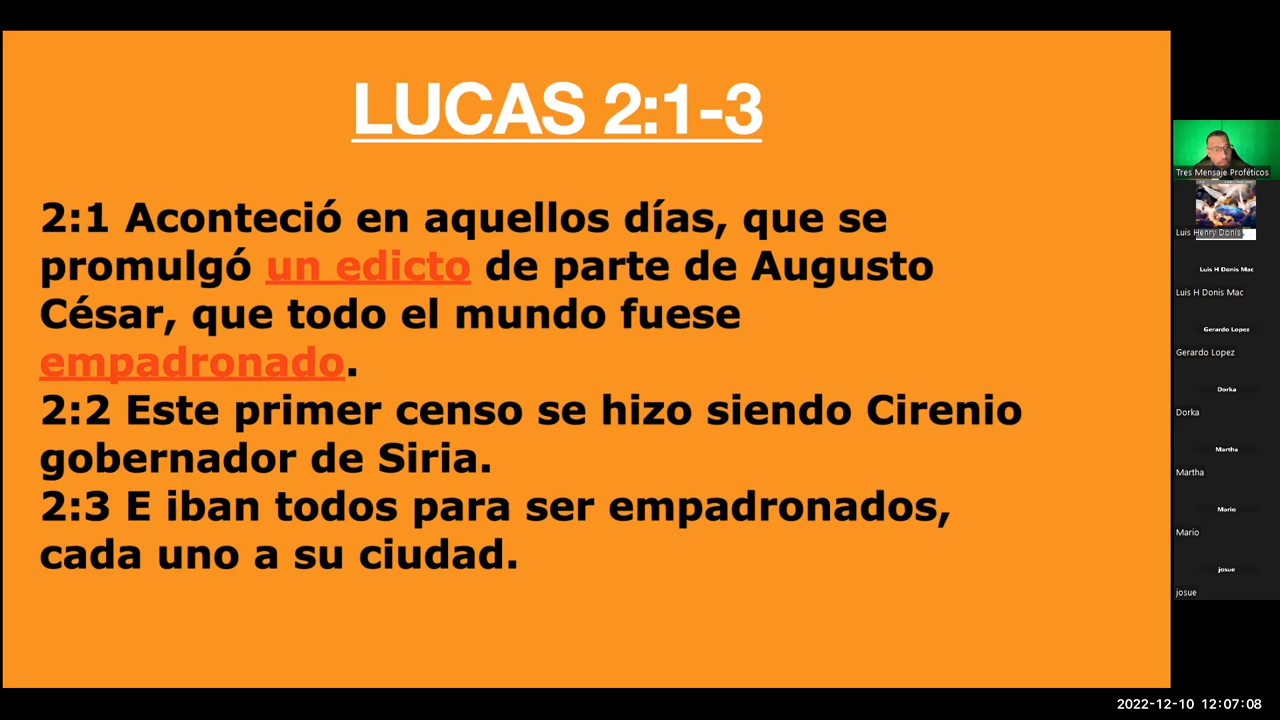 LUCAS 2:1-3
2:1 Aconteció en aquellos días, que se
promulgó un edicto de parte de Augusto
César, que todo el mundo fuese
empadronado.
2:2 Este primer censo se hizo siendo Cirenio
gobernador de Siria.
2:3 E iban todos para ser empadronados,
cada uno a su ciudad.
Tres Mensaje Proféticos
Luis Henry Donis
Luis H Donis Mac
Luis H Donis Mac
Gerardo Lopez
Gerardo Lopez
Dorka
Dorka
Martha
Martha
Mario
Mario
josue
josue
2022-12-10 12:07:08